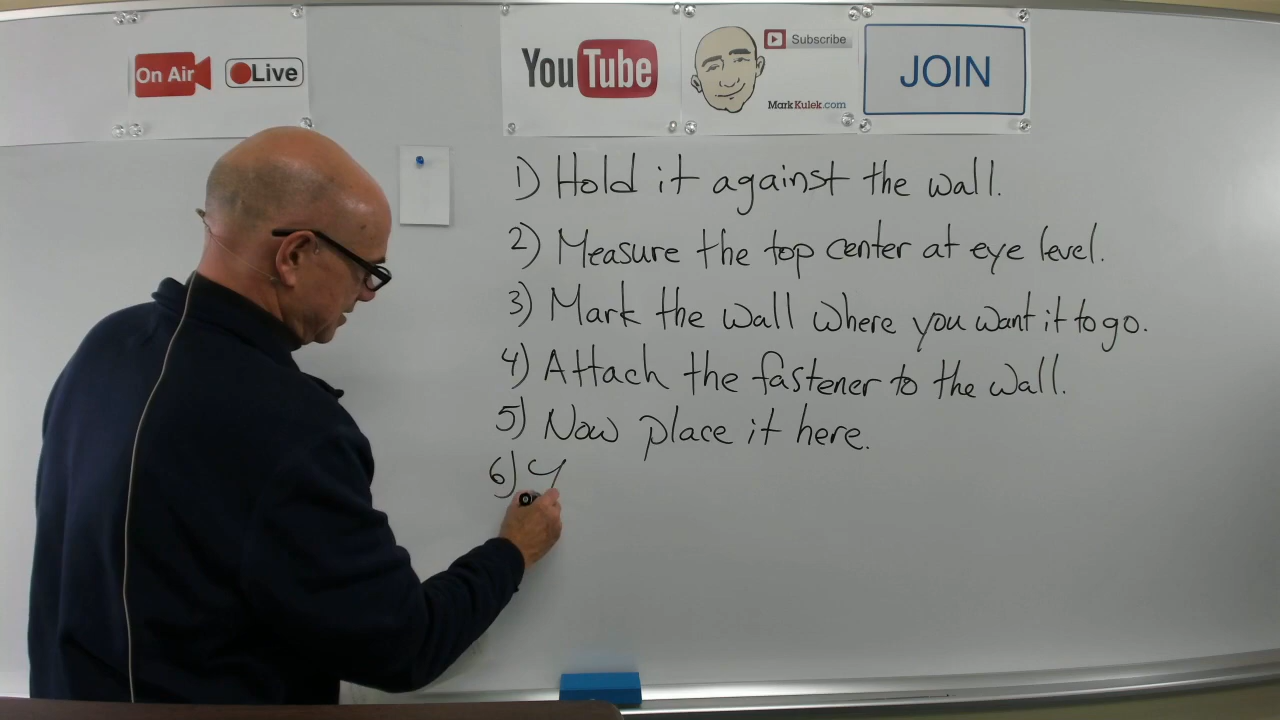 On Air
Live
YouTube
Subscribe
MarkKulek.com
JOIN
1) Hold it against the wall.
2) Measure the top center at eye level.
3) Mark the wall where you want it to go.
4) Attach the fastener to the wall.
5) Now place it here.
6) Y